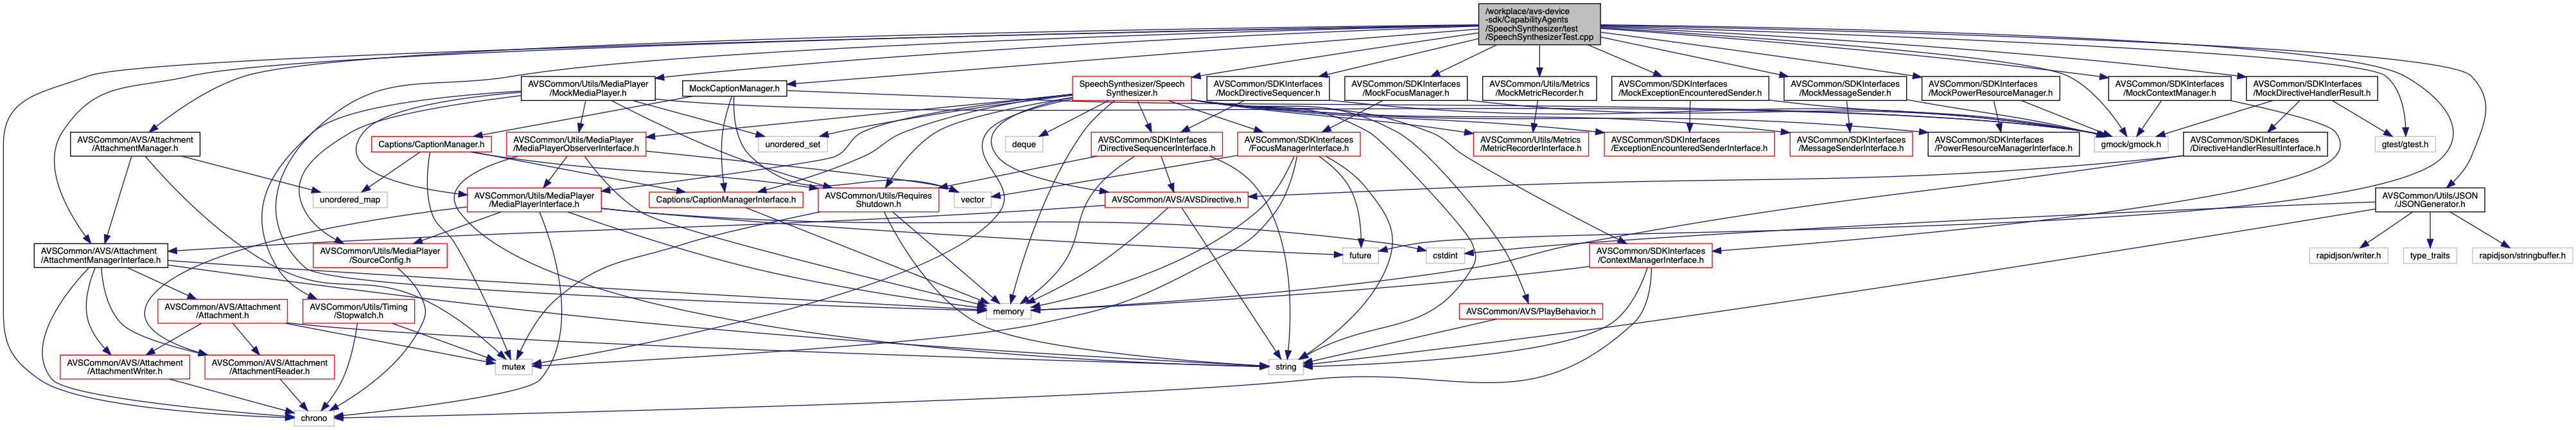 /workplace/avs-device
-sdk/CapabilityAgents
/SpeechSynthesizer/test
/SpeechSynthesizerTest.cpp
AVSCommon/Utils/MediaPlayer
/MockMediaPlayer.h
MockCaptionManager.h
SpeechSynthesizer/Speech
Synthesizer.h
AVSCommon/SDKInterfaces
/MockDirectiveSequencer.h
AVSCommon/SDKInterfaces
/MockFocusManager.h
AVSCommon/Utils/Metrics
/MockMetricRecorder.h
AVSCommon/SDKInterfaces
/MockExceptionEncounteredSender.h
AVSCommon/SDKInterfaces
/MockMessageSender.h
AVSCommon/SDKInterfaces
/MockPowerResourceManager.h
AVSCommon/SDKInterfaces
/MockContextManager.h
AVSCommon/SDKInterfaces
/MockDirectiveHandlerResult.h
AVSCommon/AVS/Attachment
/AttachmentManager.h
Captions/CaptionManager.h
AVSCommon/Utils/MediaPlayer
/MediaPlayerObserverInterface.h
unordered_set
deque
AVSCommon/SDKInterfaces
/DirectiveSequencerInterface.h
AVSCommon/SDKInterfaces
/FocusManagerInterface.h
AVSCommon/Utils/Metrics
/MetricRecorderInterface.h
AVSCommon/SDKInterfaces
/ExceptionEncounteredSenderInterface.h
AVSCommon/SDKInterfaces
/MessageSenderInterface.h
AVSCommon/SDKInterfaces
/PowerResourceManagerInterface.h
gmock/gmock.h
AVSCommon/SDKInterfaces
/DirectiveHandlerResultInterface.h
gtest/gtest.h
unordered_map
AVSCommon/Utils/MediaPlayer
/MediaPlayerInterface.h
Captions/CaptionManagerInterface.h
AVSCommon/Utils/Requires
Shutdown.h
vector
AVSCommon/AVS/AVSDirective.h
AVSCommon/Utils/JSON
/JSONGenerator.h
AVSCommon/AVS/Attachment
/AttachmentManagerInterface.h
AVSCommon/Utils/MediaPlayer
/SourceConfig.h
future
cstdint
AVSCommon/SDKInterfaces
/ContextManagerInterface.h
rapidjson/writer.h
type_traits
rapidjson/stringbuffer.h
AVSCommon/AVS/Attachment
/Attachment.h
AVSCommon/Utils/Timing
/Stopwatch.h
memory
AVSCommon/AVS/PlayBehavior.h
AVSCommon/AVS/Attachment
/AttachmentWriter.h
AVSCommon/AVS/Attachment
/AttachmentReader.h
mutex
string
chrono